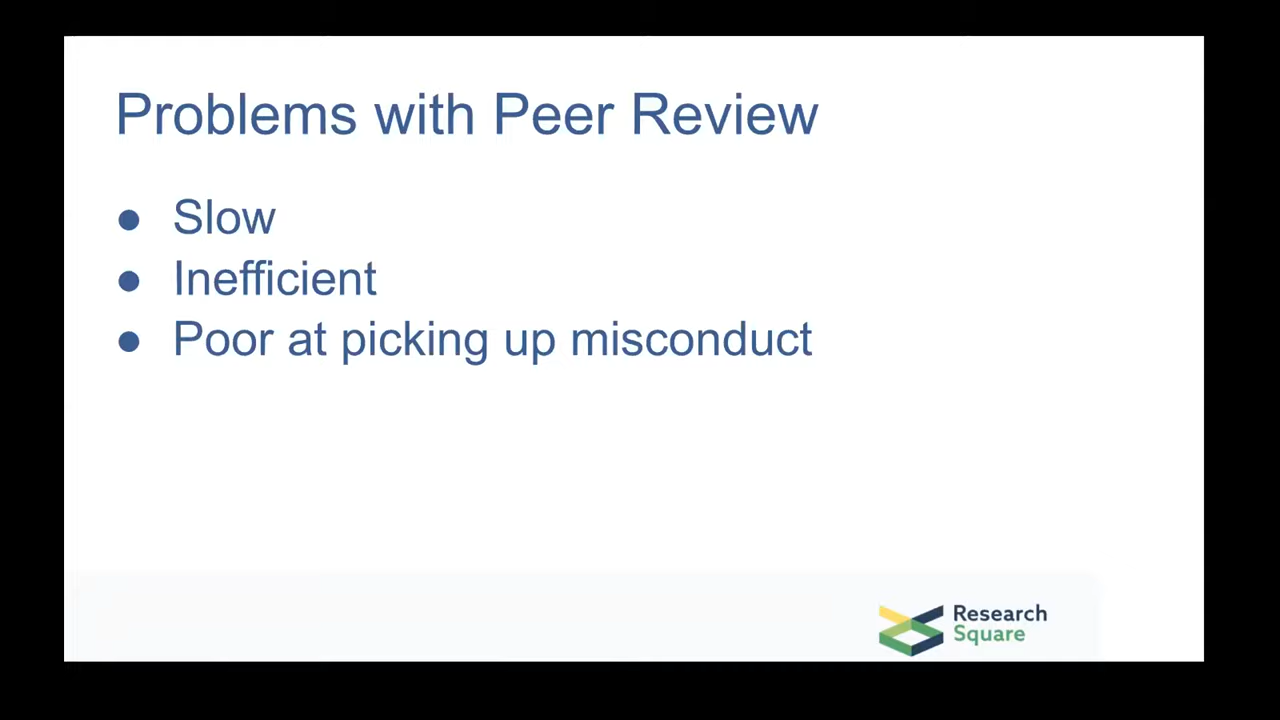 Problems with Peer Review
● Slow
● Inefficient
● Poor at picking up misconduct
Research
Square